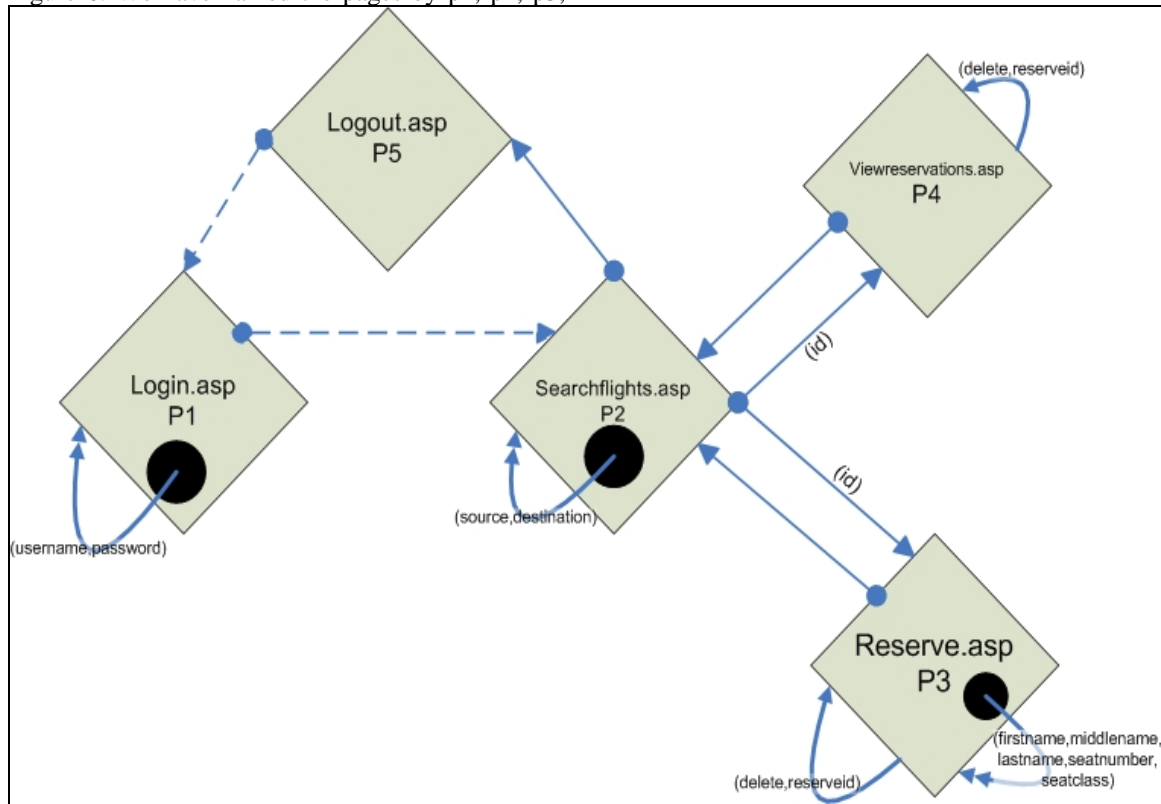 Logout.asp
P5
(delete,reserveid)
Viewreservations.asp
P4
(id)
Login.asp
P1
Searchflights.asp
P2
(id)
(source,destination)
(username,password)
Reserve.asp
P3
(firstname,middlename,
lastname,seatnumber,
seatclass)
(delete,reserveid)